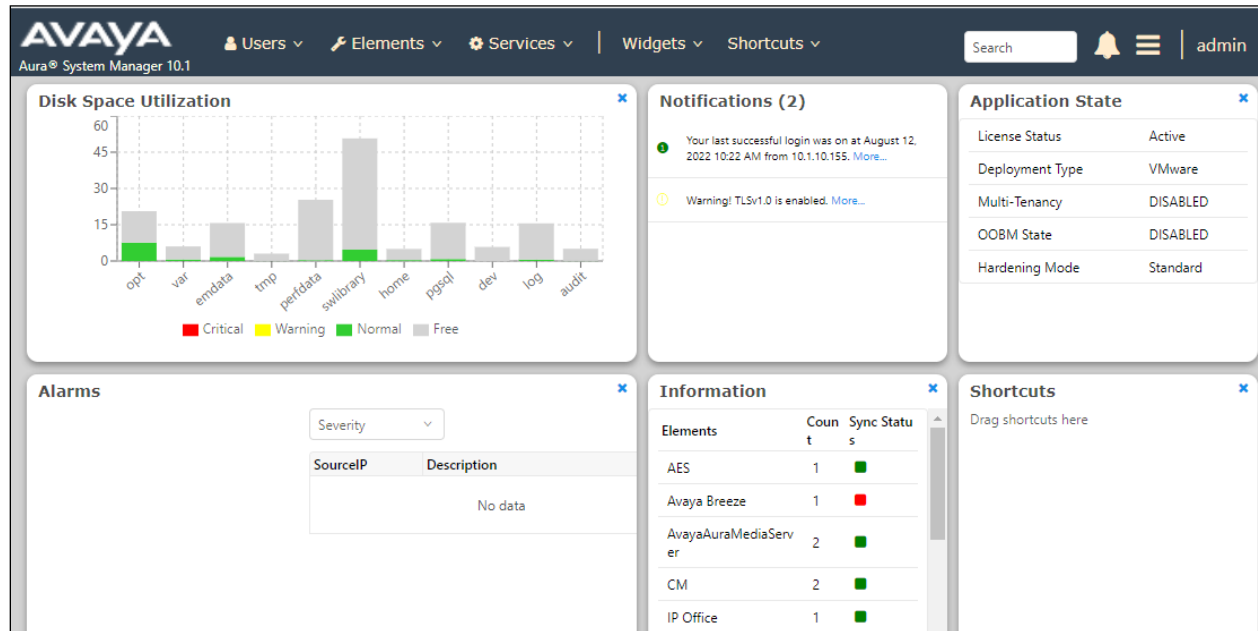 AVAYA
Aura® System Manager 10.1
Users
Elements
Services
Widgets
Shortcuts
Search
admin
Disk Space Utilization
60
45
30
15
0
opt
var
emdata
tmp
perfdata
swlibrary
home
pgsql
dev
log
audit
Critical
Warning
Normal
Free
Notifications (2)
Your last successful login was on at August 12,
2022 10:22 AM from 10.1.10.155. More...
Warning! TLSv1.0 is enabled. More...
Application State
License Status Active
Deployment Type VMware
Multi-Tenancy DISABLED
OOBM State DISABLED
Hardening Mode Standard
Alarms
Severity
SourceIP Description
No data
Information
Elements Coun Sync Statu
t s
AES 1
Avaya Breeze 1
AvayaAuraMediaServ
er 2
CM 2
IP Office 1
Shortcuts
Drag shortcuts here